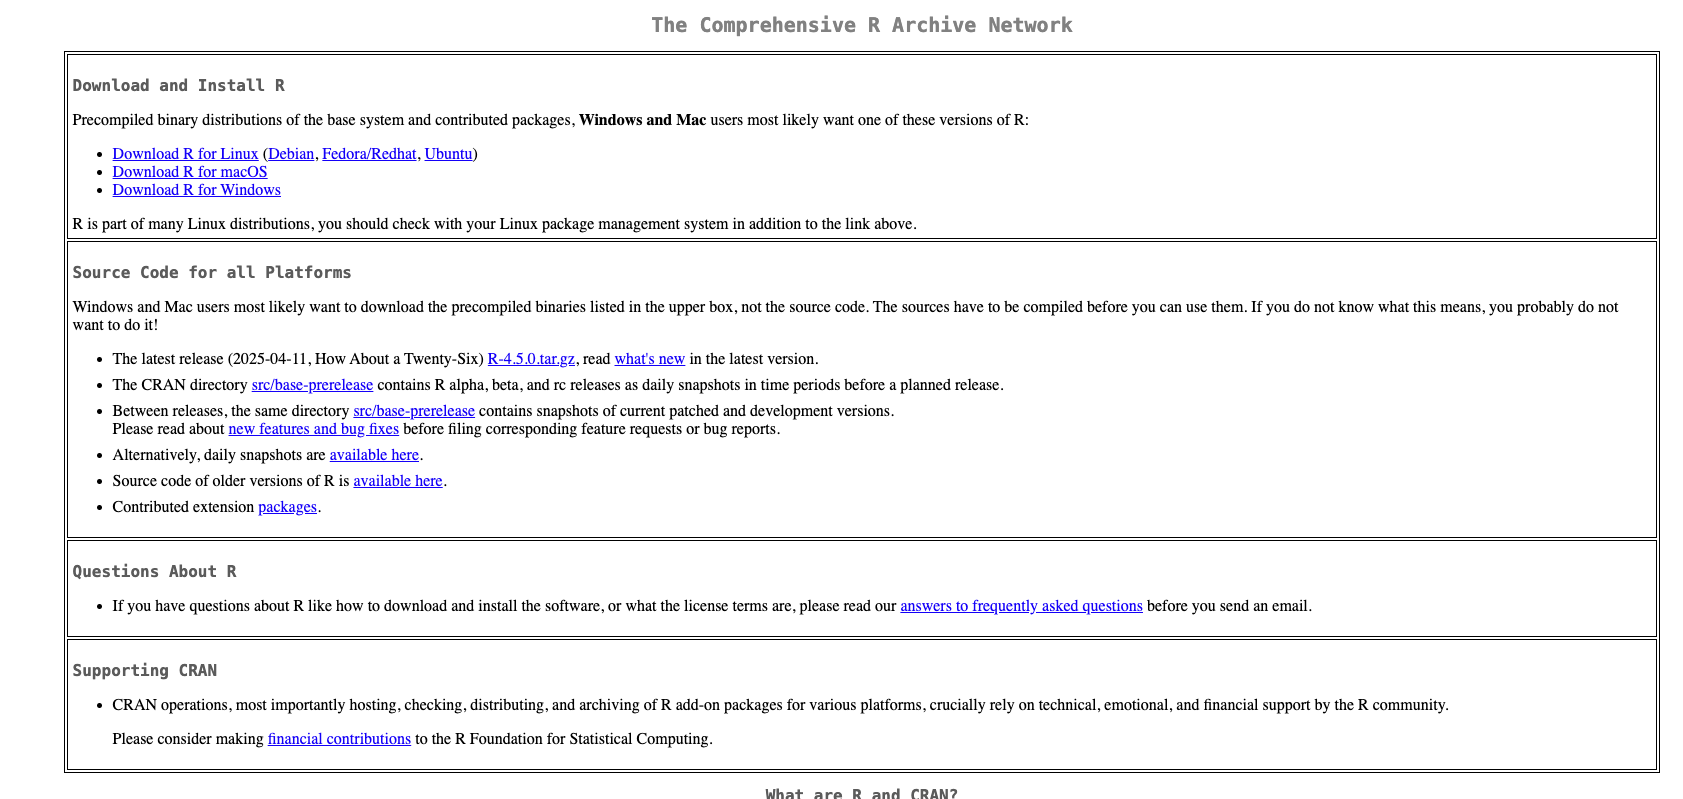 The Comprehensive R Archive Network
Download and Install R
Precompiled binary distributions of the base system and contributed packages, Windows and Mac users most likely want one of these versions of R:
Download R for Linux (Debian, Fedora/Redhat, Ubuntu)
Download R for macOS
Download R for Windows
R is part of many Linux distributions, you should check with your Linux package management system in addition to the link above.
Source Code for all Platforms
Windows and Mac users most likely want to download the precompiled binaries listed in the upper box, not the source code. The sources have to be compiled before you can use them. If you do not know what this means, you probably do not
want to do it!
The latest release (2025-04-11, How About a Twenty-Six) R-4.5.0.tar.gz, read what's new in the latest version.
The CRAN directory src/base-prerelease contains R alpha, beta, and rc releases as daily snapshots in time periods before a planned release.
Between releases, the same directory src/base-prerelease contains snapshots of current patched and development versions.
Please read about new features and bug fixes before filing corresponding feature requests or bug reports.
Alternatively, daily snapshots are available here.
Source code of older versions of R is available here.
Contributed extension packages.
Questions About R
If you have questions about R like how to download and install the software, or what the license terms are, please read our answers to frequently asked questions before you send an email.
Supporting CRAN
CRAN operations, most importantly hosting, checking, distributing, and archiving of R add-on packages for various platforms, crucially rely on technical, emotional, and financial support by the R community.
Please consider making financial contributions to the R Foundation for Statistical Computing.
What are R and CRAN?